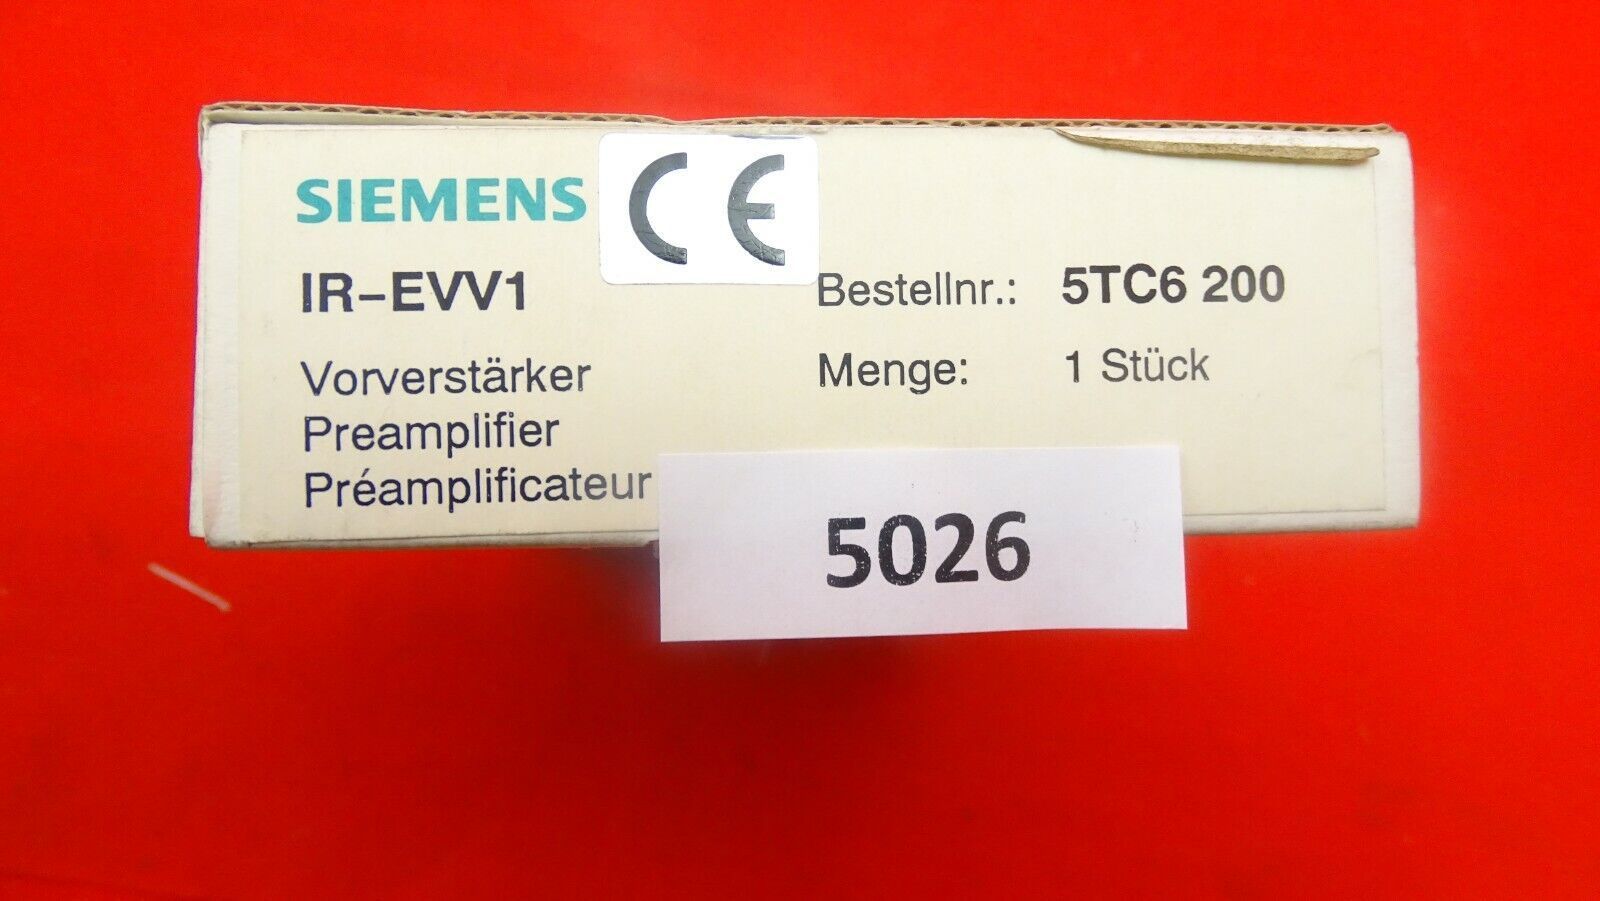 SIEMENS CE
IR-EVV1 Bestellnr.: 5TC6 200
Vorverstärker Menge: 1 Stück
Preamplifier
Préamplificateur
5026